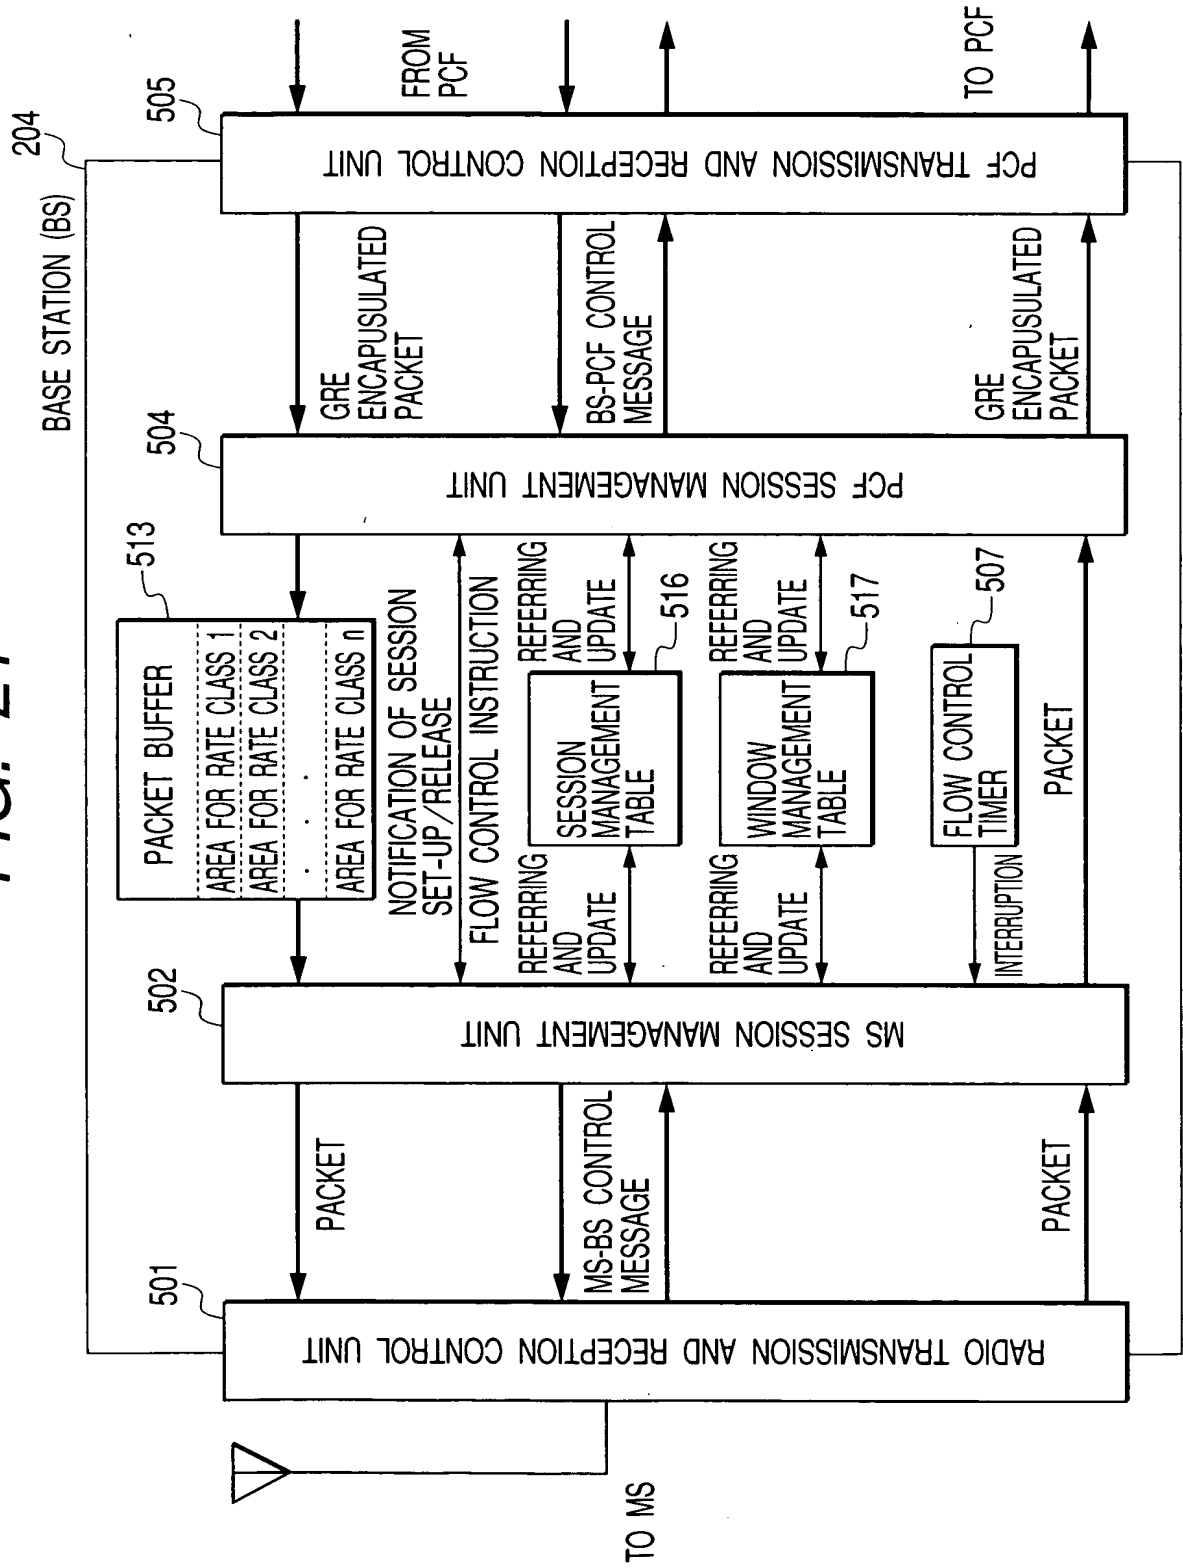 FIG.
BASE STATION (BS)
204
TO MS
501
502
513
504
505
RADIO TRANSMISSION AND RECEPTION CONTROL UNIT
MS SESSION MANAGEMENT UNIT
PCF SESSION MANAGEMENT UNIT
PCF TRANSMISSION AND RECEPTION CONTROL UNIT
PACKET BUFFER
AREA FOR RATE CLASS 1
AREA FOR RATE CLASS 2
. . .
AREA FOR RATE CLASS n
PACKET
GRE
ENCAPUSULATED
PACKET
FROM
PCF
NOTIFICATION OF SESSION
SET-UP/RELEASE
FLOW CONTROL INSTRUCTION
MS-BS CONTROL
MESSAGE
REFERRING
AND
UPDATE
SESSION
MANAGEMENT
TABLE
REFERRING
AND
UPDATE
516
BS-PCF CONTROL
MESSAGE
REFERRING
AND
UPDATE
WINDOW
MANAGEMENT
TABLE
REFERRING
AND
UPDATE
517
INTERRUPTION
FLOW CONTROL
TIMER
507
PACKET
PACKET
GRE
ENCAPUSULATED
PACKET
TO PCF